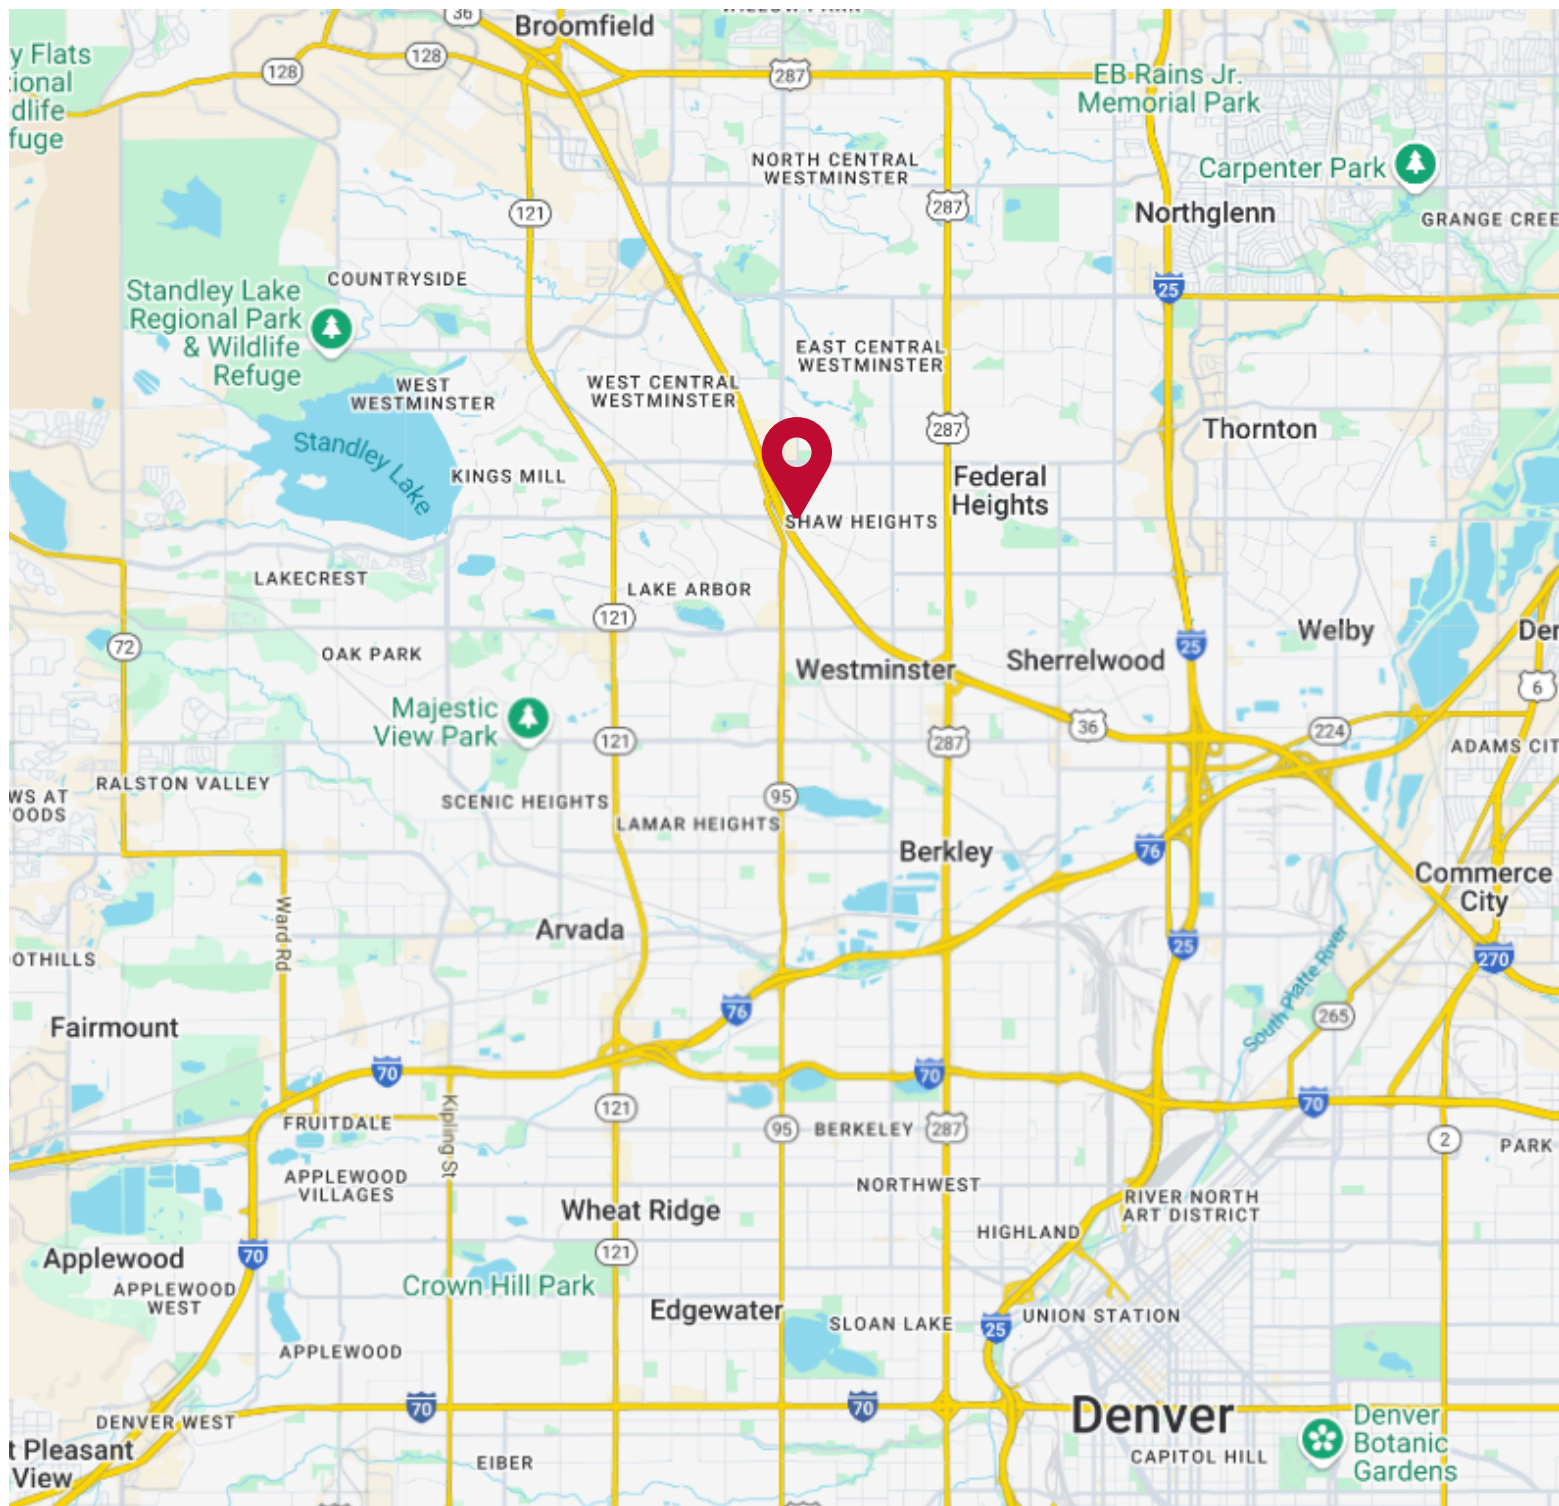 36
Broomfield
y Flats
ional
dlife
fuge
128
128
287
EB Rains Jr.
Memorial Park
NORTH CENTRAL
WESTMINSTER
Carpenter Park
121
287
Northglenn
GRANGE CREE
COUNTRYSIDE
Standley Lake
Regional Park
& Wildlife
Refuge
25
EAST CENTRAL
WESTMINSTER
WEST
WESTMINSTER
WEST CENTRAL
WESTMINSTER
287
Thornton
Standley Lake
KINGS MILL
Federal
Heights
SHAW HEIGHTS
LAKECREST
LAKE ARBOR
121
72
OAK PARK
Westminster
Sherrelwood
25
Welby
Der
6
Majestic
View Park
121
287
36
224
ADAMS CIT
RALSTON VALLEY
WS AT
OODS
SCENIC HEIGHTS
95
LAMAR HEIGHTS
Berkley
76
Commerce
City
Ward Rd
Arvada
25
OTHILLS
270
South Platte River
76
265
Fairmount
70
70
70
121
FRUITDALE
Kipling St
95
BERKELEY
287
2
PARK
APPLEWOOD
VILLAGES
NORTHWEST
RIVER NORTH
ART DISTRICT
Wheat Ridge
HIGHLAND
Applewood
70
121
APPLEWOOD
WEST
Crown Hill Park
Edgewater
SLOAN LAKE
25
UNION STATION
APPLEWOOD
70
70
DENVER WEST
Denver
Denver
Botanic
Gardens
t Pleasant
View
EIBER
CAPITOL HILL